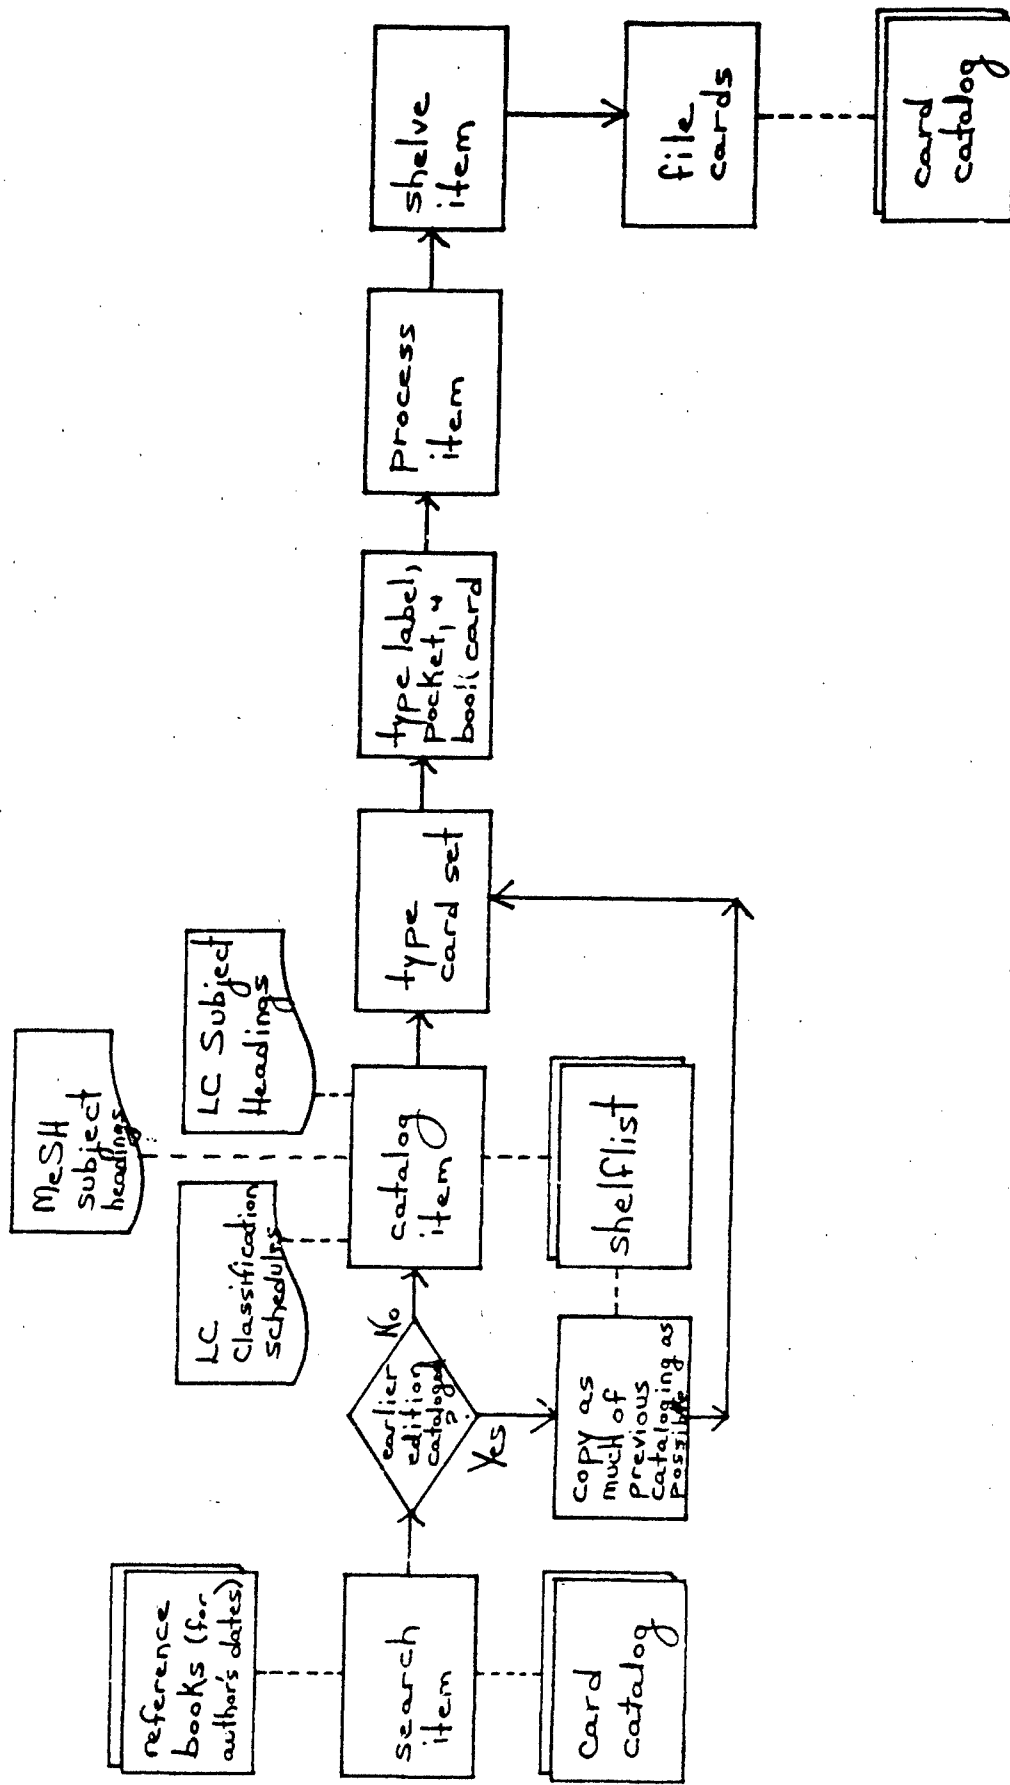 reference
books (for
author's dates)
search
item
Card
catalog
earlier
edition
cataloged
?
No
Yes
Copy as
much of
previous
cataloging as
possible
LC
Classification
schedules
MeSH
subject
headings
LC Subject
Headings
catalog
item
shelflist
type
card set
type label,
pocket, &
book card
process
item
shelve
item
file
cards
card
catalog